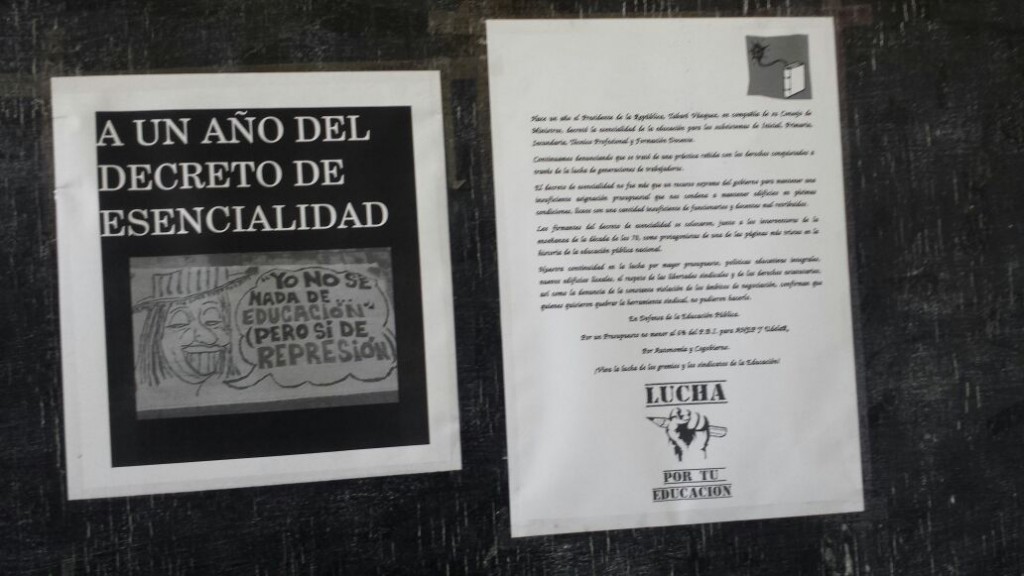 A UN AÑO DEL
DECRETO DE
ESENCIALIDAD
YO NO SE
NADA DE...
EDUCACIÓN
(PERO SÍ DE
REPRESIÓN)
Hace un año el Presidente de la República, Tabaré Vázquez, en compañía de su Consejo de
Ministros, decretó la esencialidad de la educación para los subsistemas de Inicial, Primaria,
Secundaria, Técnico Profesional y Formación Docente.
Continuamos denunciando que se trató de una práctica reñida con los derechos conquistados a
través de la lucha de generaciones de trabajadores.
El decreto de esencialidad no fue más que un recurso extremo del gobierno para mantener una
insuficiente asignación presupuestal que nos condena a mantener edificios en pésimas
condiciones, liceos con una cantidad insuficiente de funcionarios y docentes mal retribuidos.
Los firmantes del decreto de esencialidad se colocaron, junto a los interventores de la
enseñanza de la década de los 70, como protagonistas de una de las páginas más tristes en la
historia de la educación pública nacional.
Nuestra continuidad en la lucha por mayor presupuesto, políticas educativas integrales,
nuevos edificios liceales, el respeto de las libertades sindicales y de los derechos
así como la denuncia de la constante violación de los ámbitos de negociación, confirman que
quienes quisieron quebrar la herramienta sindical, no pudieron hacerlo.
En Defensa de la Educación Pública.
Por un Presupuesto no menor al 6% del P.B.I. para ANEP y UdelaR,
Por Autonomía y Cogobierno.
¡Viva la lucha de los gremios y los sindicatos de la Educación!
LUCHA
POR TU
EDUCACION